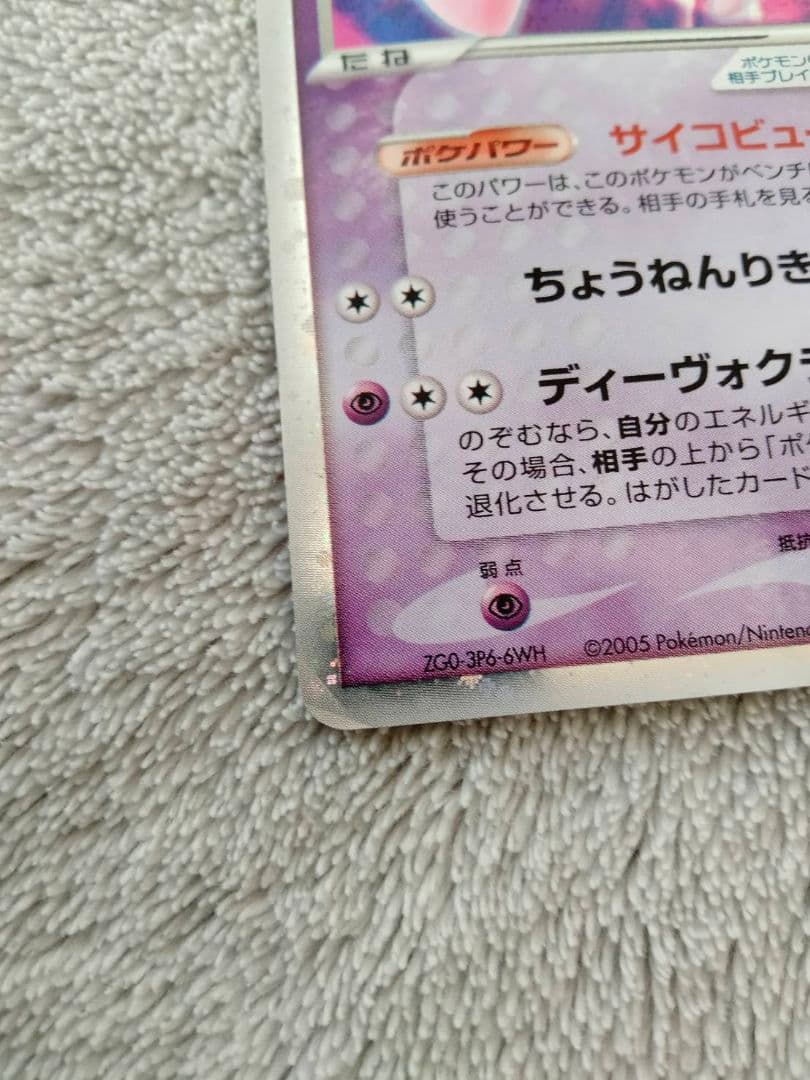 たね
ポケモン
相手プレイ
ポケパワー サイコビュー
このパワーは、このポケモンがベンチ
使うことができる。相手の手札を見る
ちょうねんりき
ディーヴォクラ
のぞむなら、自分のエネルギ
その場合、相手の上から「ポケ
退化させる。はがしたカード
抵抗
弱点
ZG0-3P6-6WH ©2005 Pokémon/Ninten